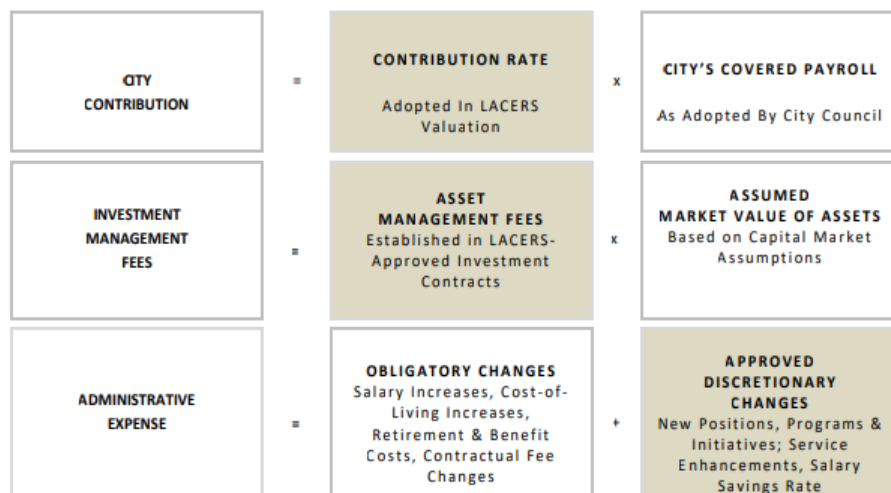 CITY
CONTRIBUTION
=
CONTRIBUTION RATE
Adopted In LACERS
Valuation
x
CITY'S COVERED PAYROLL
As Adopted By City Council
INVESTMENT
MANAGEMENT
FEES
=
ASSET
MANAGEMENT FEES
Established in LACERS-
Approved Investment
Contracts
x
ASSUMED
MARKET VALUE OF ASSETS
Based on Capital Market
Assumptions
ADMINISTRATIVE
EXPENSE
=
OBLIGATORY CHANGES
Salary Increases, Cost-of-
Living Increases,
Retirement & Benefit
Costs, Contractual Fee
Changes
+
APPROVED
DISCRETIONARY
CHANGES
New Positions, Programs &
Initiatives; Service
Enhancements, Salary
Savings Rate